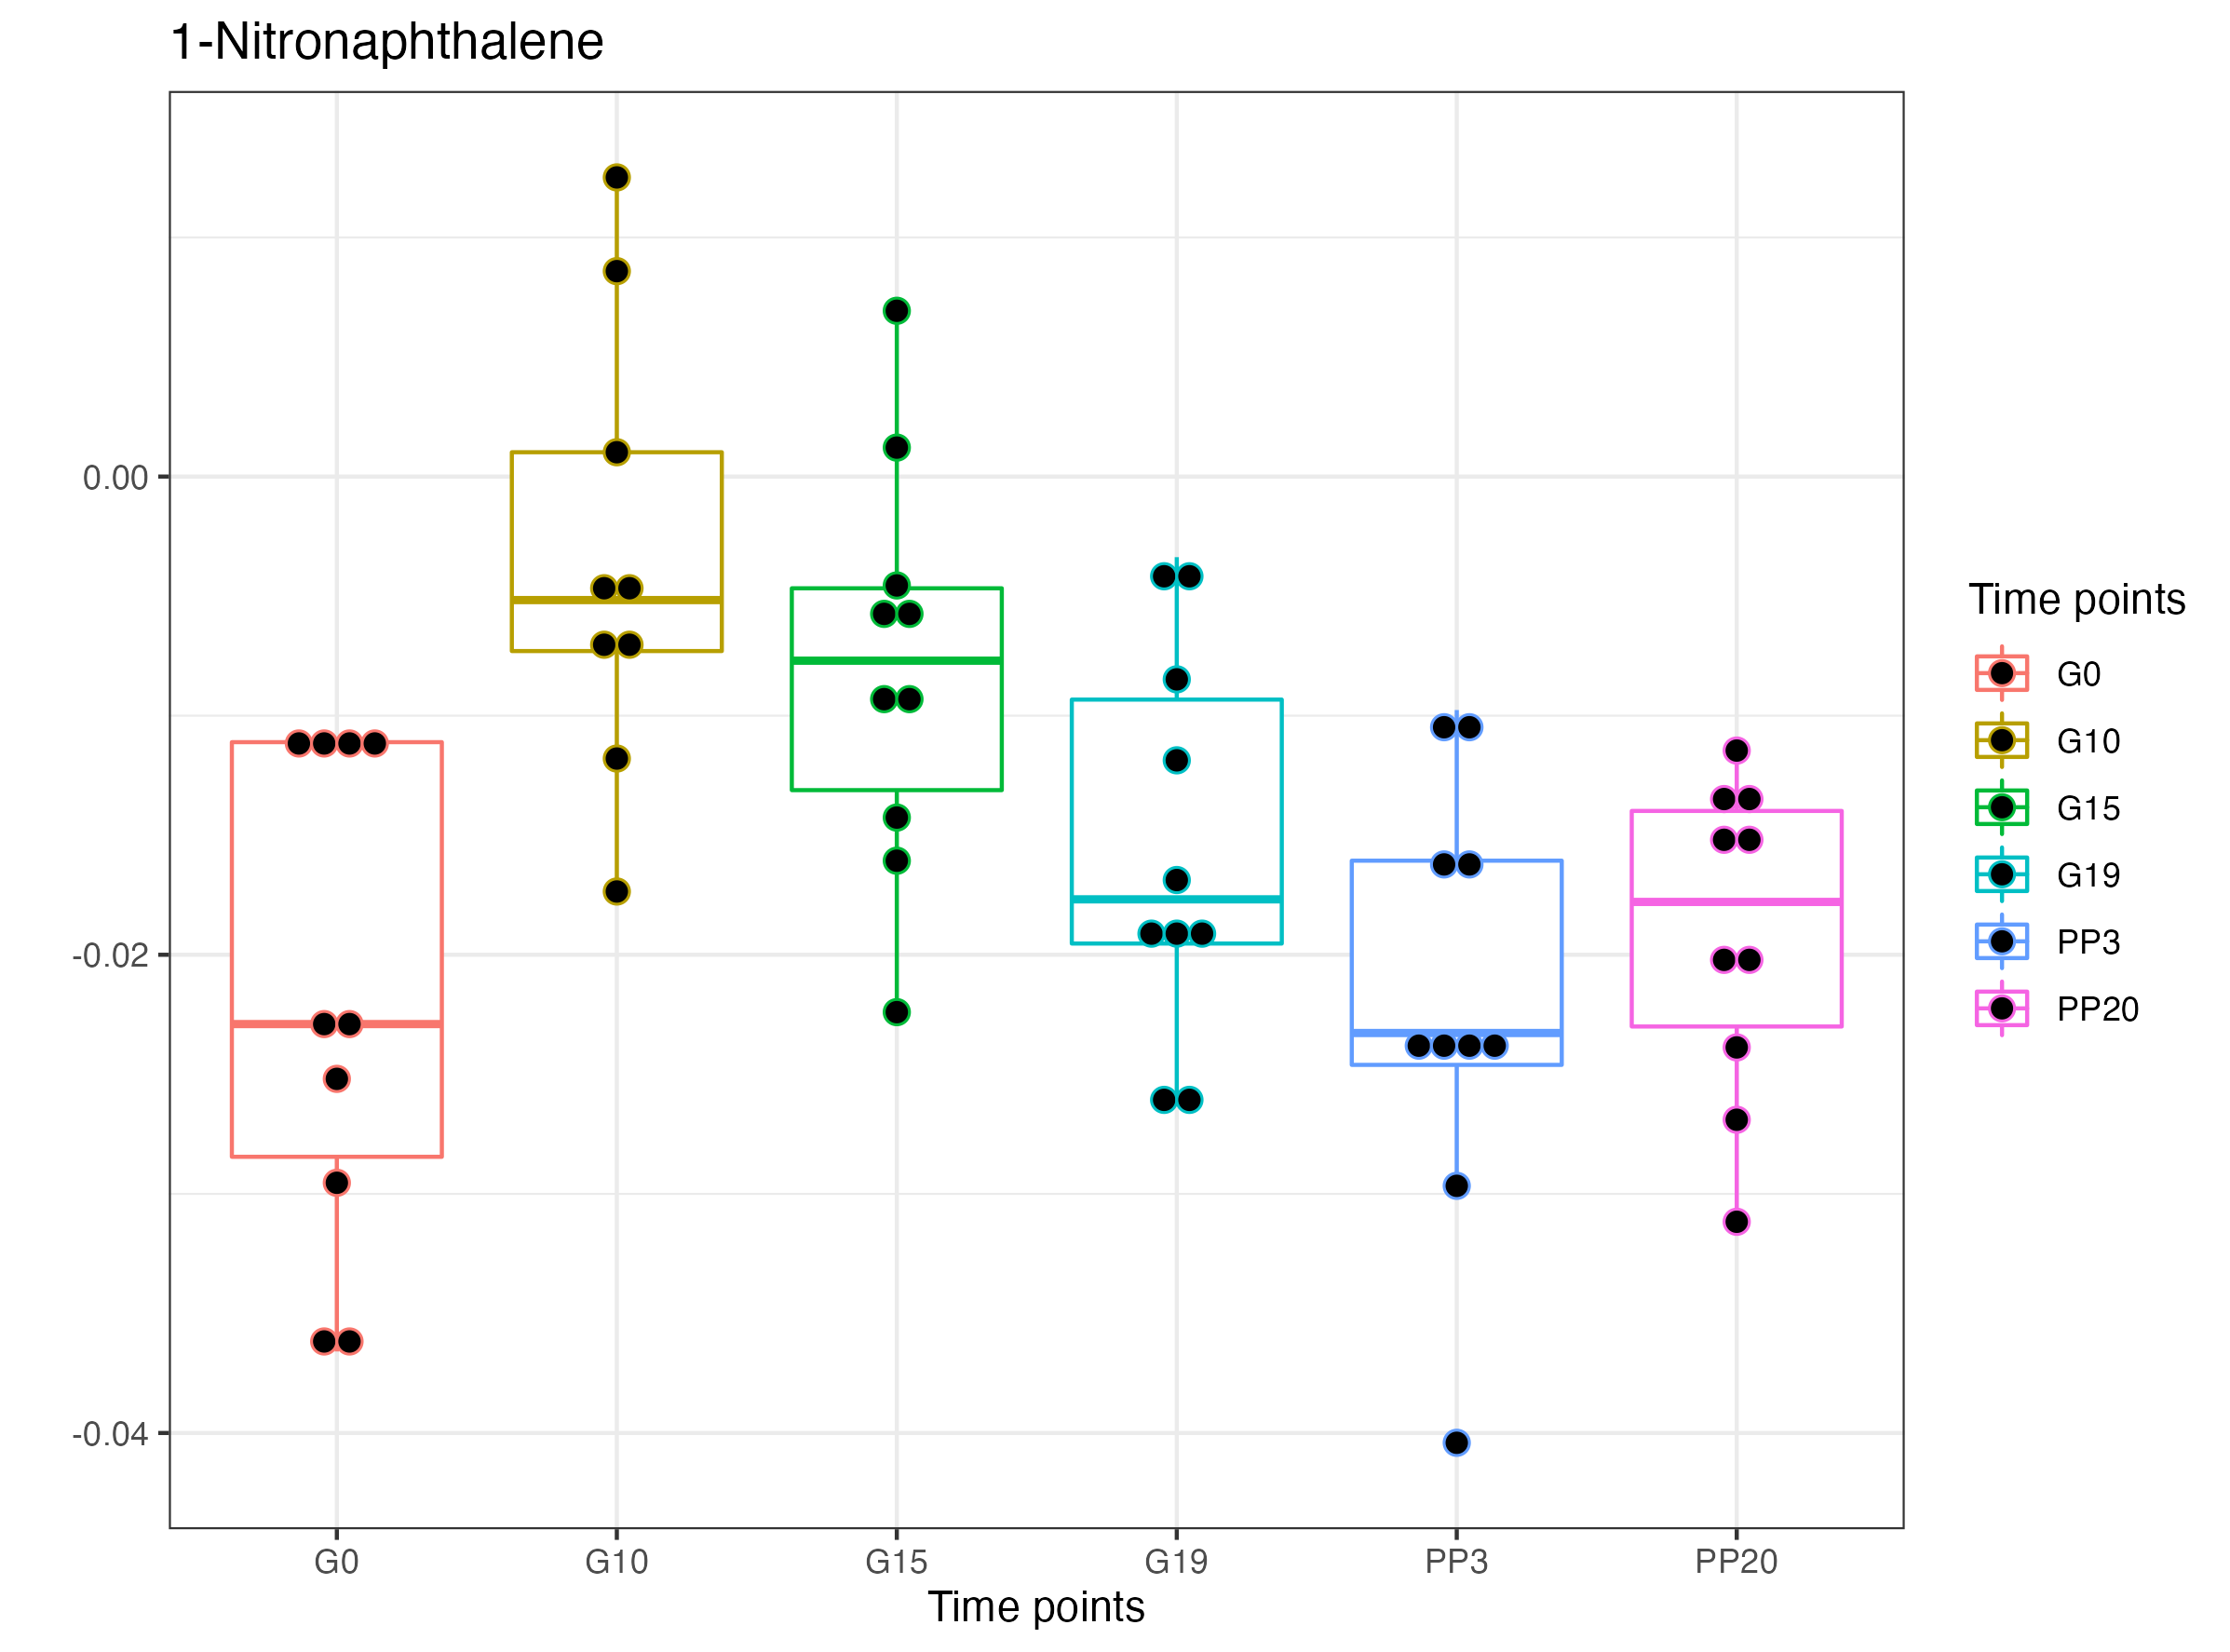 1-Nitronaphthalene
0.00
-0.02
-0.04
G0 G10 G15 G19 PP3 PP20
Time points
Time points
G0
G10
G15
G19
PP3
PP20